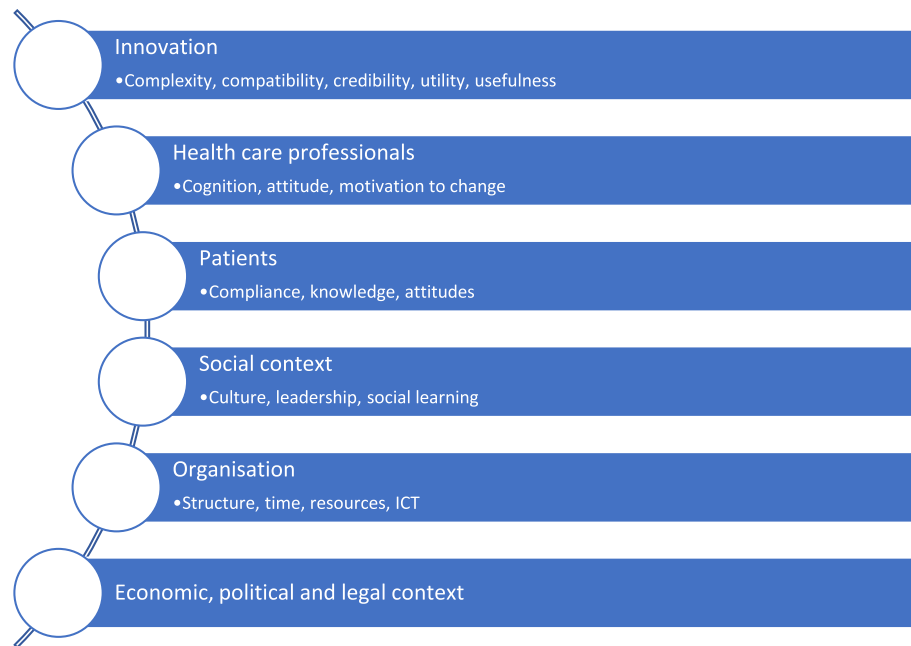 Innovation
•Complexity, compatibility, credibility, utility, usefulness
Health care professionals
•Cognition, attitude, motivation to change
Patients
•Compliance, knowledge, attitudes
Social context
•Culture, leadership, social learning
Organisation
•Structure, time, resources, ICT
Economic, political and legal context